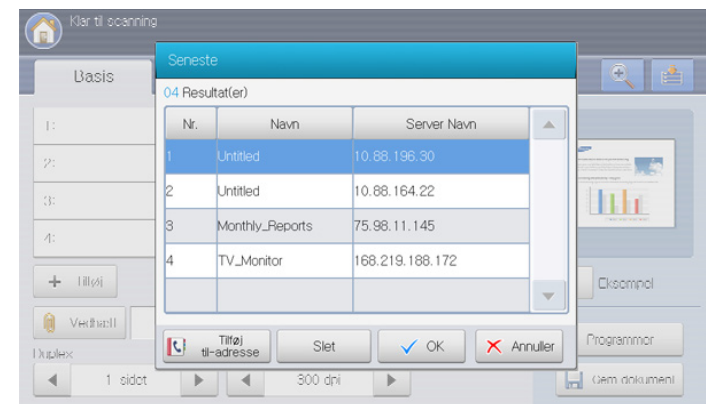 Klar til scanning
Basis
Seneste
04 Resultat(er)
Nr. Navn Server Navn
1 Untitled 10.88.196.30
2 Untitled 10.88.164.22
3 Monthly_Reports 75.98.11.145
4 TV_Monitor 168.219.188.172
1:
2:
3:
4:
+ Tilføj
Vedhæft
Eksempel
Tilføj
til-adresse
Slet
OK
Annuller
Programmer
Duplex
1 sidet
300 dpi
Gem dokument